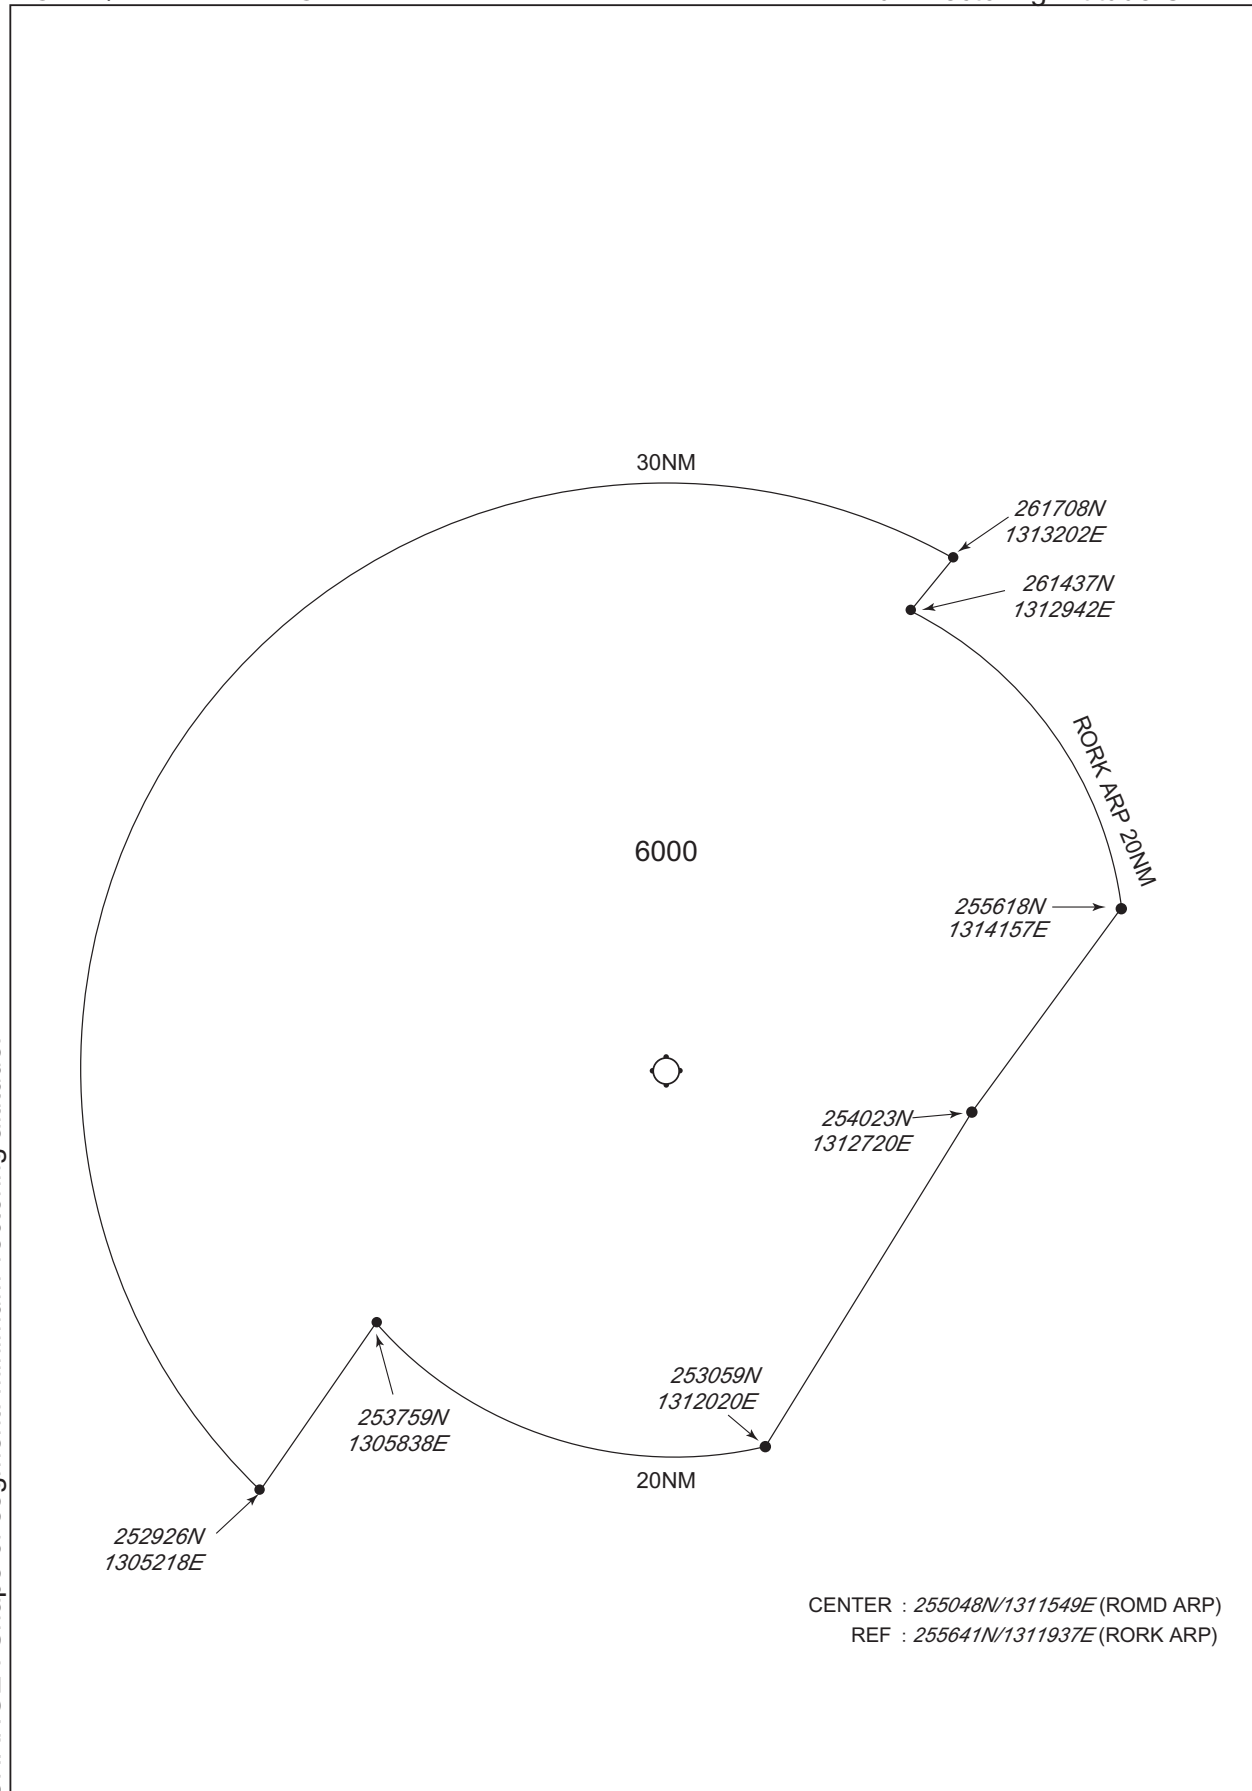 30NM
261708N
1313202E
261437N
1312942E
RORK ARP 20NM
6000
255618N
1314157E
254023N
1312720E
253059N
1312020E
253759N
1305838E
20NM
252926N
1305218E
CENTER : 255048N/1311549E (ROMD ARP)
REF : 255641N/1311937E (RORK ARP)